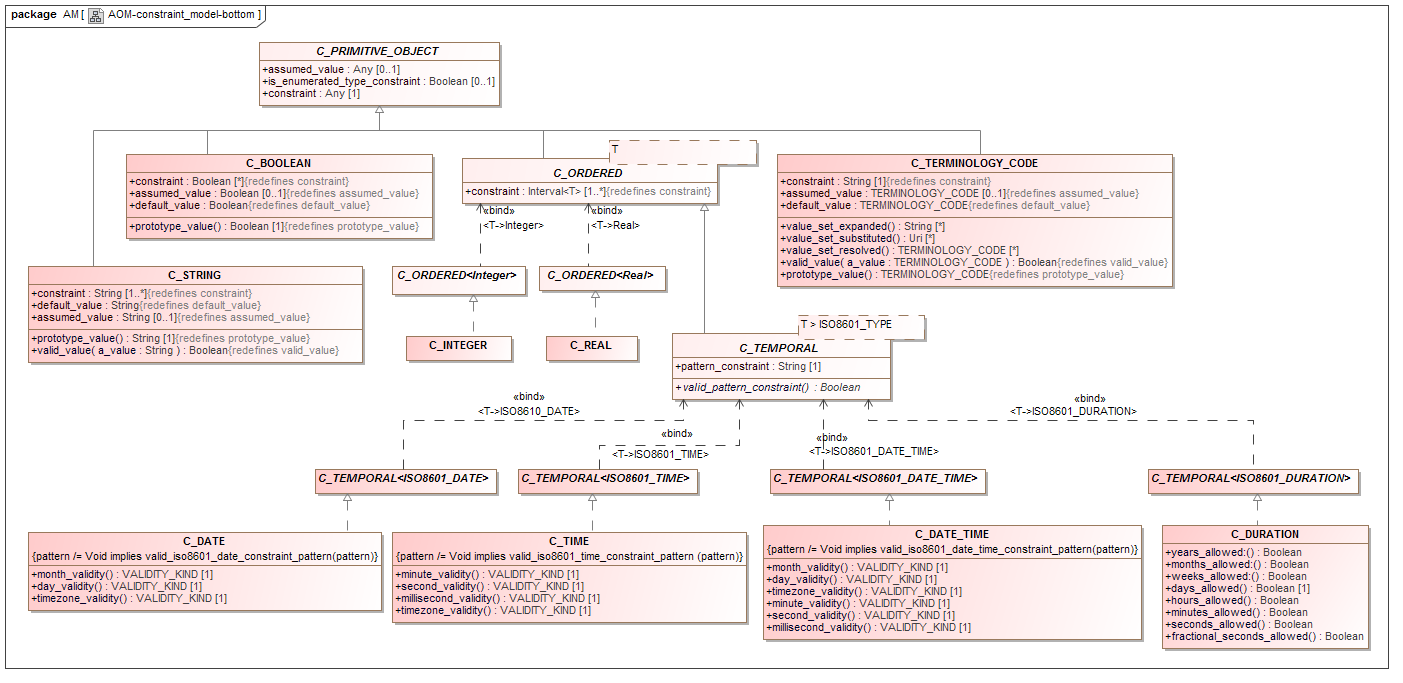 package AM [ AOM-constraint_model-bottom ]
C_PRIMITIVE_OBJECT
+assumed_value : Any [0..1]
+is_enumerated_type_constraint : Boolean [0..1]
+constraint : Any [1]
C_BOOLEAN
+constraint : Boolean [*]{redefines constraint}
+assumed_value : Boolean [0..1]{redefines assumed_value}
+default_value : Boolean{redefines default_value}
+prototype_value() : Boolean [1]{redefines prototype_value}
T
C_ORDERED
+constraint : Interval<T> [1..*]{redefines constraint}
C_TERMINOLOGY_CODE
+constraint : String [1]{redefines constraint}
+assumed_value : TERMINOLOGY_CODE [0..1]{redefines assumed_value}
+default_value : TERMINOLOGY_CODE{redefines default_value}
+value_set_expanded() : String [*]
+value_set_substituted() : Uri [*]
+value_set_resolved() : TERMINOLOGY_CODE [*]
+valid_value( a_value : TERMINOLOGY_CODE ) : Boolean{redefines valid_value}
+prototype_value() : TERMINOLOGY_CODE{redefines prototype_value}
«bind»
<T->Integer>
«bind»
<T->Real>
C_STRING
+constraint : String [1..*]{redefines constraint}
+default_value : String{redefines default_value}
+assumed_value : String [0..1]{redefines assumed_value}
+prototype_value() : String [1]{redefines prototype_value}
+valid_value( a_value : String ) : Boolean{redefines valid_value}
C_ORDERED<Integer>
C_ORDERED<Real>
C_INTEGER
C_REAL
T > ISO8601_TYPE
C_TEMPORAL
+pattern_constraint : String [1]
+valid_pattern_constraint() : Boolean
«bind»
<T->ISO8610_DATE>
«bind»
<T->ISO8601_TIME>
«bind»
<T->ISO8601_DATE_TIME>
«bind»
<T->ISO8601_DURATION>
C_TEMPORAL<ISO8601_DATE>
C_TEMPORAL<ISO8601_TIME>
C_TEMPORAL<ISO8601_DATE_TIME>
C_TEMPORAL<ISO8601_DURATION>
C_DATE
{pattern /= Void implies valid_iso8601_date_constraint_pattern(pattern)}
+month_validity() : VALIDITY_KIND [1]
+day_validity() : VALIDITY_KIND [1]
+timezone_validity() : VALIDITY_KIND [1]
C_TIME
{pattern /= Void implies valid_iso8601_time_constraint_pattern (pattern)}
+minute_validity() : VALIDITY_KIND [1]
+second_validity() : VALIDITY_KIND [1]
+millisecond_validity() : VALIDITY_KIND [1]
+timezone_validity() : VALIDITY_KIND [1]
C_DATE_TIME
{pattern /= Void implies valid_iso8601_date_time_constraint_pattern(pattern)}
+month_validity() : VALIDITY_KIND [1]
+day_validity() : VALIDITY_KIND [1]
+timezone_validity() : VALIDITY_KIND [1]
+minute_validity() : VALIDITY_KIND [1]
+second_validity() : VALIDITY_KIND [1]
+millisecond_validity() : VALIDITY_KIND [1]
C_DURATION
+years_allowed:() : Boolean
+months_allowed:() : Boolean
+weeks_allowed:() : Boolean
+days_allowed() : Boolean [1]
+hours_allowed:() : Boolean
+minutes_allowed:() : Boolean
+seconds_allowed:() : Boolean
+fractional_seconds_allowed() : Boolean